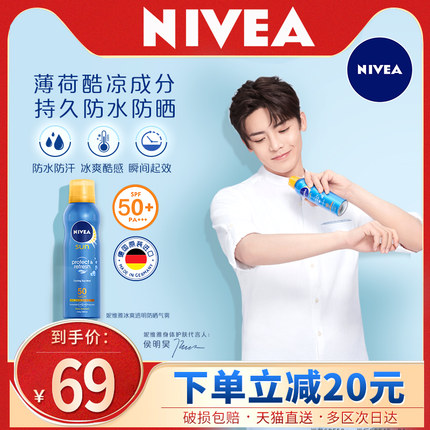 NIVEA
NIVEA
薄荷酷凉成分
持久防水防晒
防水防汗 冰爽酷感 瞬间起效
SPF
50+
PA+++
NIVEA
sun
protect &
refresh
50
德国原装进口
MADE IN GERMANY
妮维雅冰爽透明防晒气雾
妮维雅身体护肤代言人:
侯明昊
到手价:
¥69
下单立减20元
破损包赔 · 天猫直送 · 多区次日达